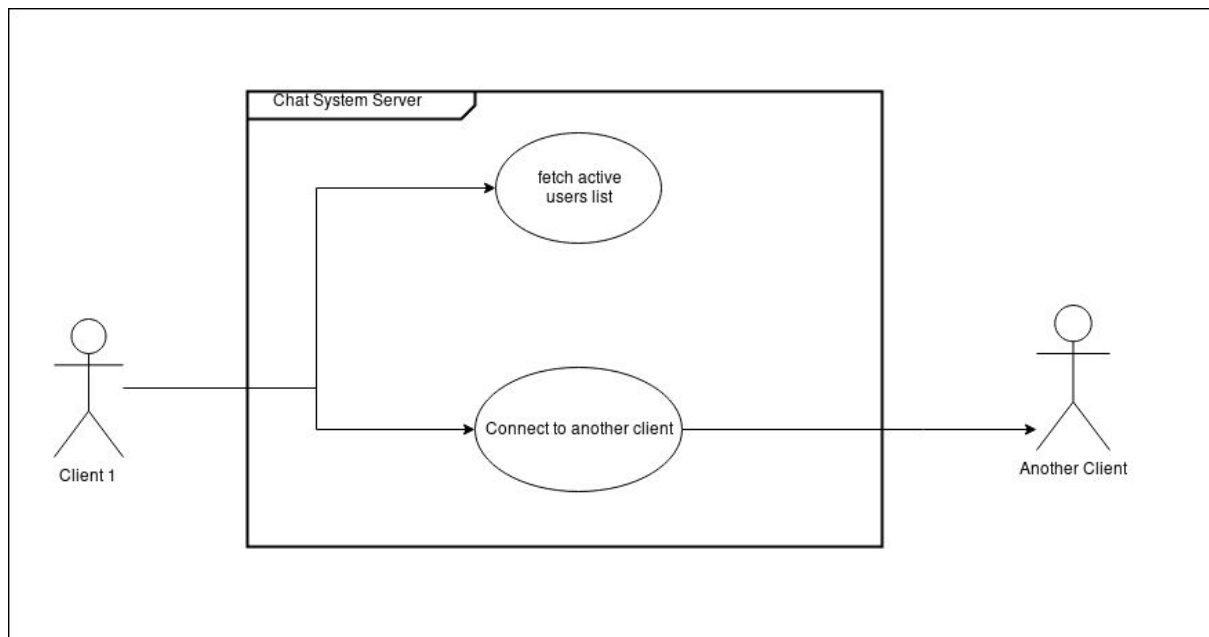 Chat System Server
fetch active
users list
Client 1
Connect to another client
Another Client